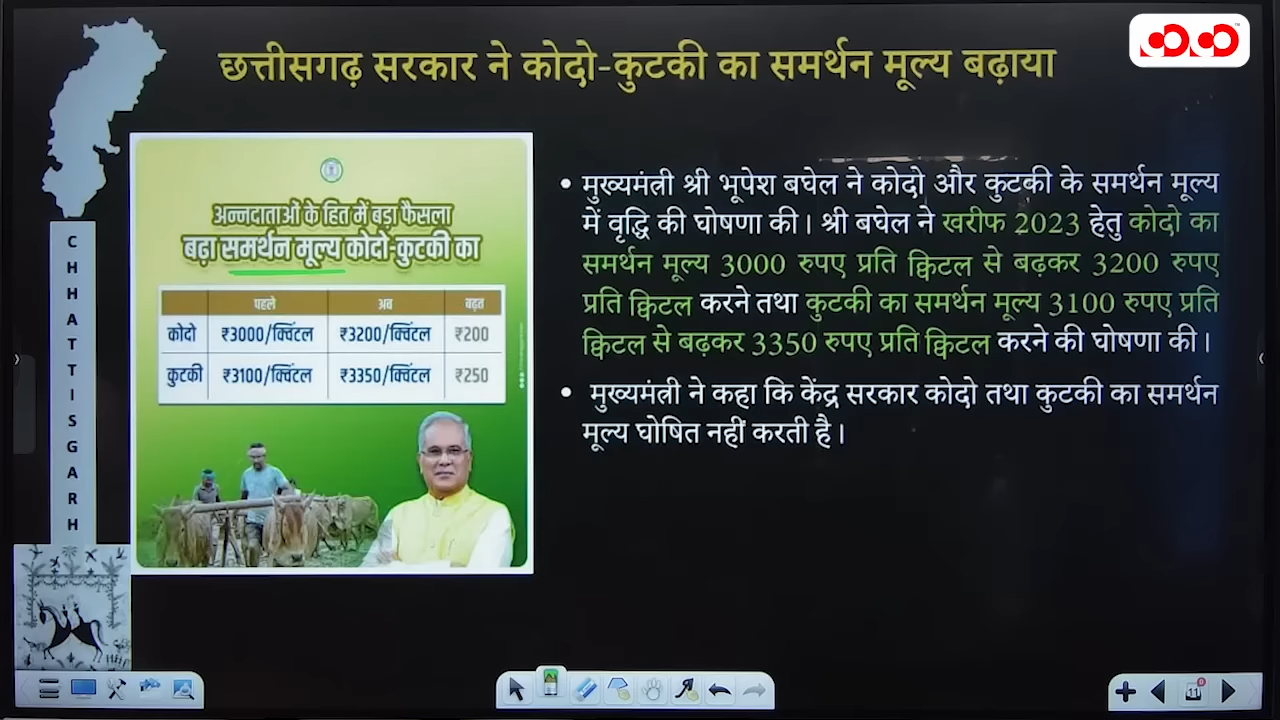 छत्तीसगढ़ सरकार ने कोदो-कुटकी का समर्थन मूल्य बढ़ाया
CHHATTISGARH
अन्नदाताओं के हित में बड़ा फैसला
बढ़ा समर्थन मूल्य कोदो-कुटकी का
पहले अब बढ़त
कोदो ₹3000/क्विंटल ₹3200/क्विंटल ₹200
कुटकी ₹3100/क्विंटल ₹3350/क्विंटल ₹250
• मुख्यमंत्री श्री भूपेश बघेल ने कोदो और कुटकी के समर्थन मूल्य
में वृद्धि की घोषणा की। श्री बघेल ने खरीफ 2023 हेतु कोदो का
समर्थन मूल्य 3000 रुपए प्रति क्विटल से बढ़कर 3200 रुपए
प्रति क्विटल करने तथा कुटकी का समर्थन मूल्य 3100 रुपए प्रति
क्विटल से बढ़कर 3350 रुपए प्रति क्विटल करने की घोषणा की।
• मुख्यमंत्री ने कहा कि केंद्र सरकार कोदो तथा कुटकी का समर्थन
मूल्य घोषित नहीं करती है।
11